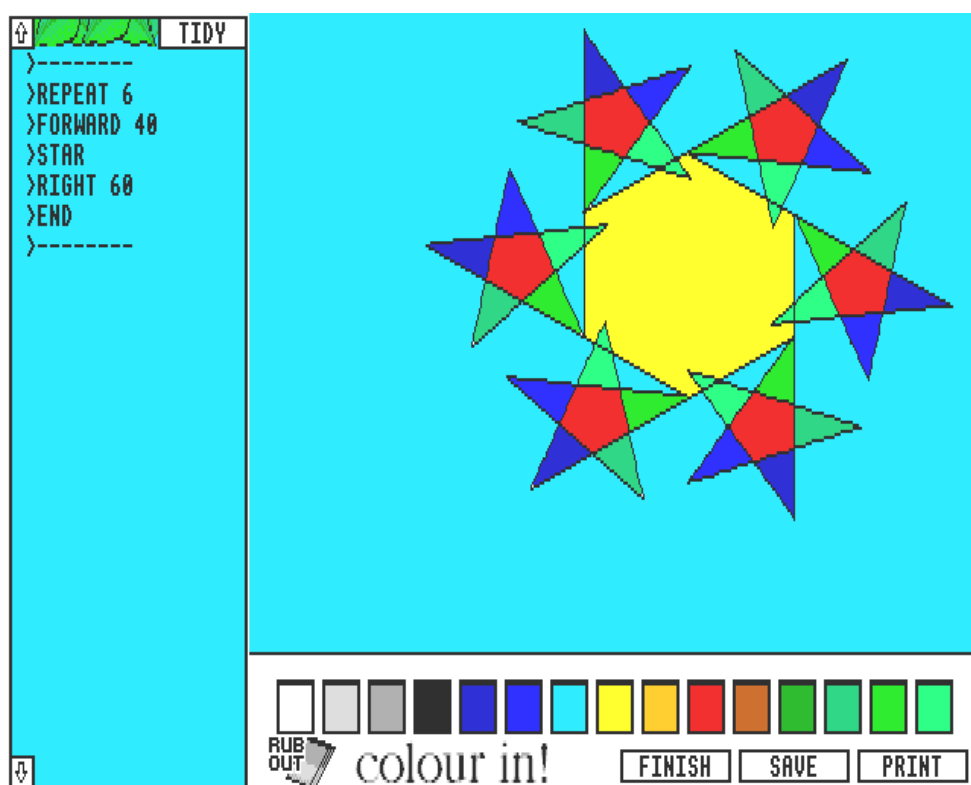 TIDY
>--------
>REPEAT 6
>FORWARD 40
>STAR
>RIGHT 60
>END
>--------
RUB
OUT
colour in!
FINISH
SAVE
PRINT